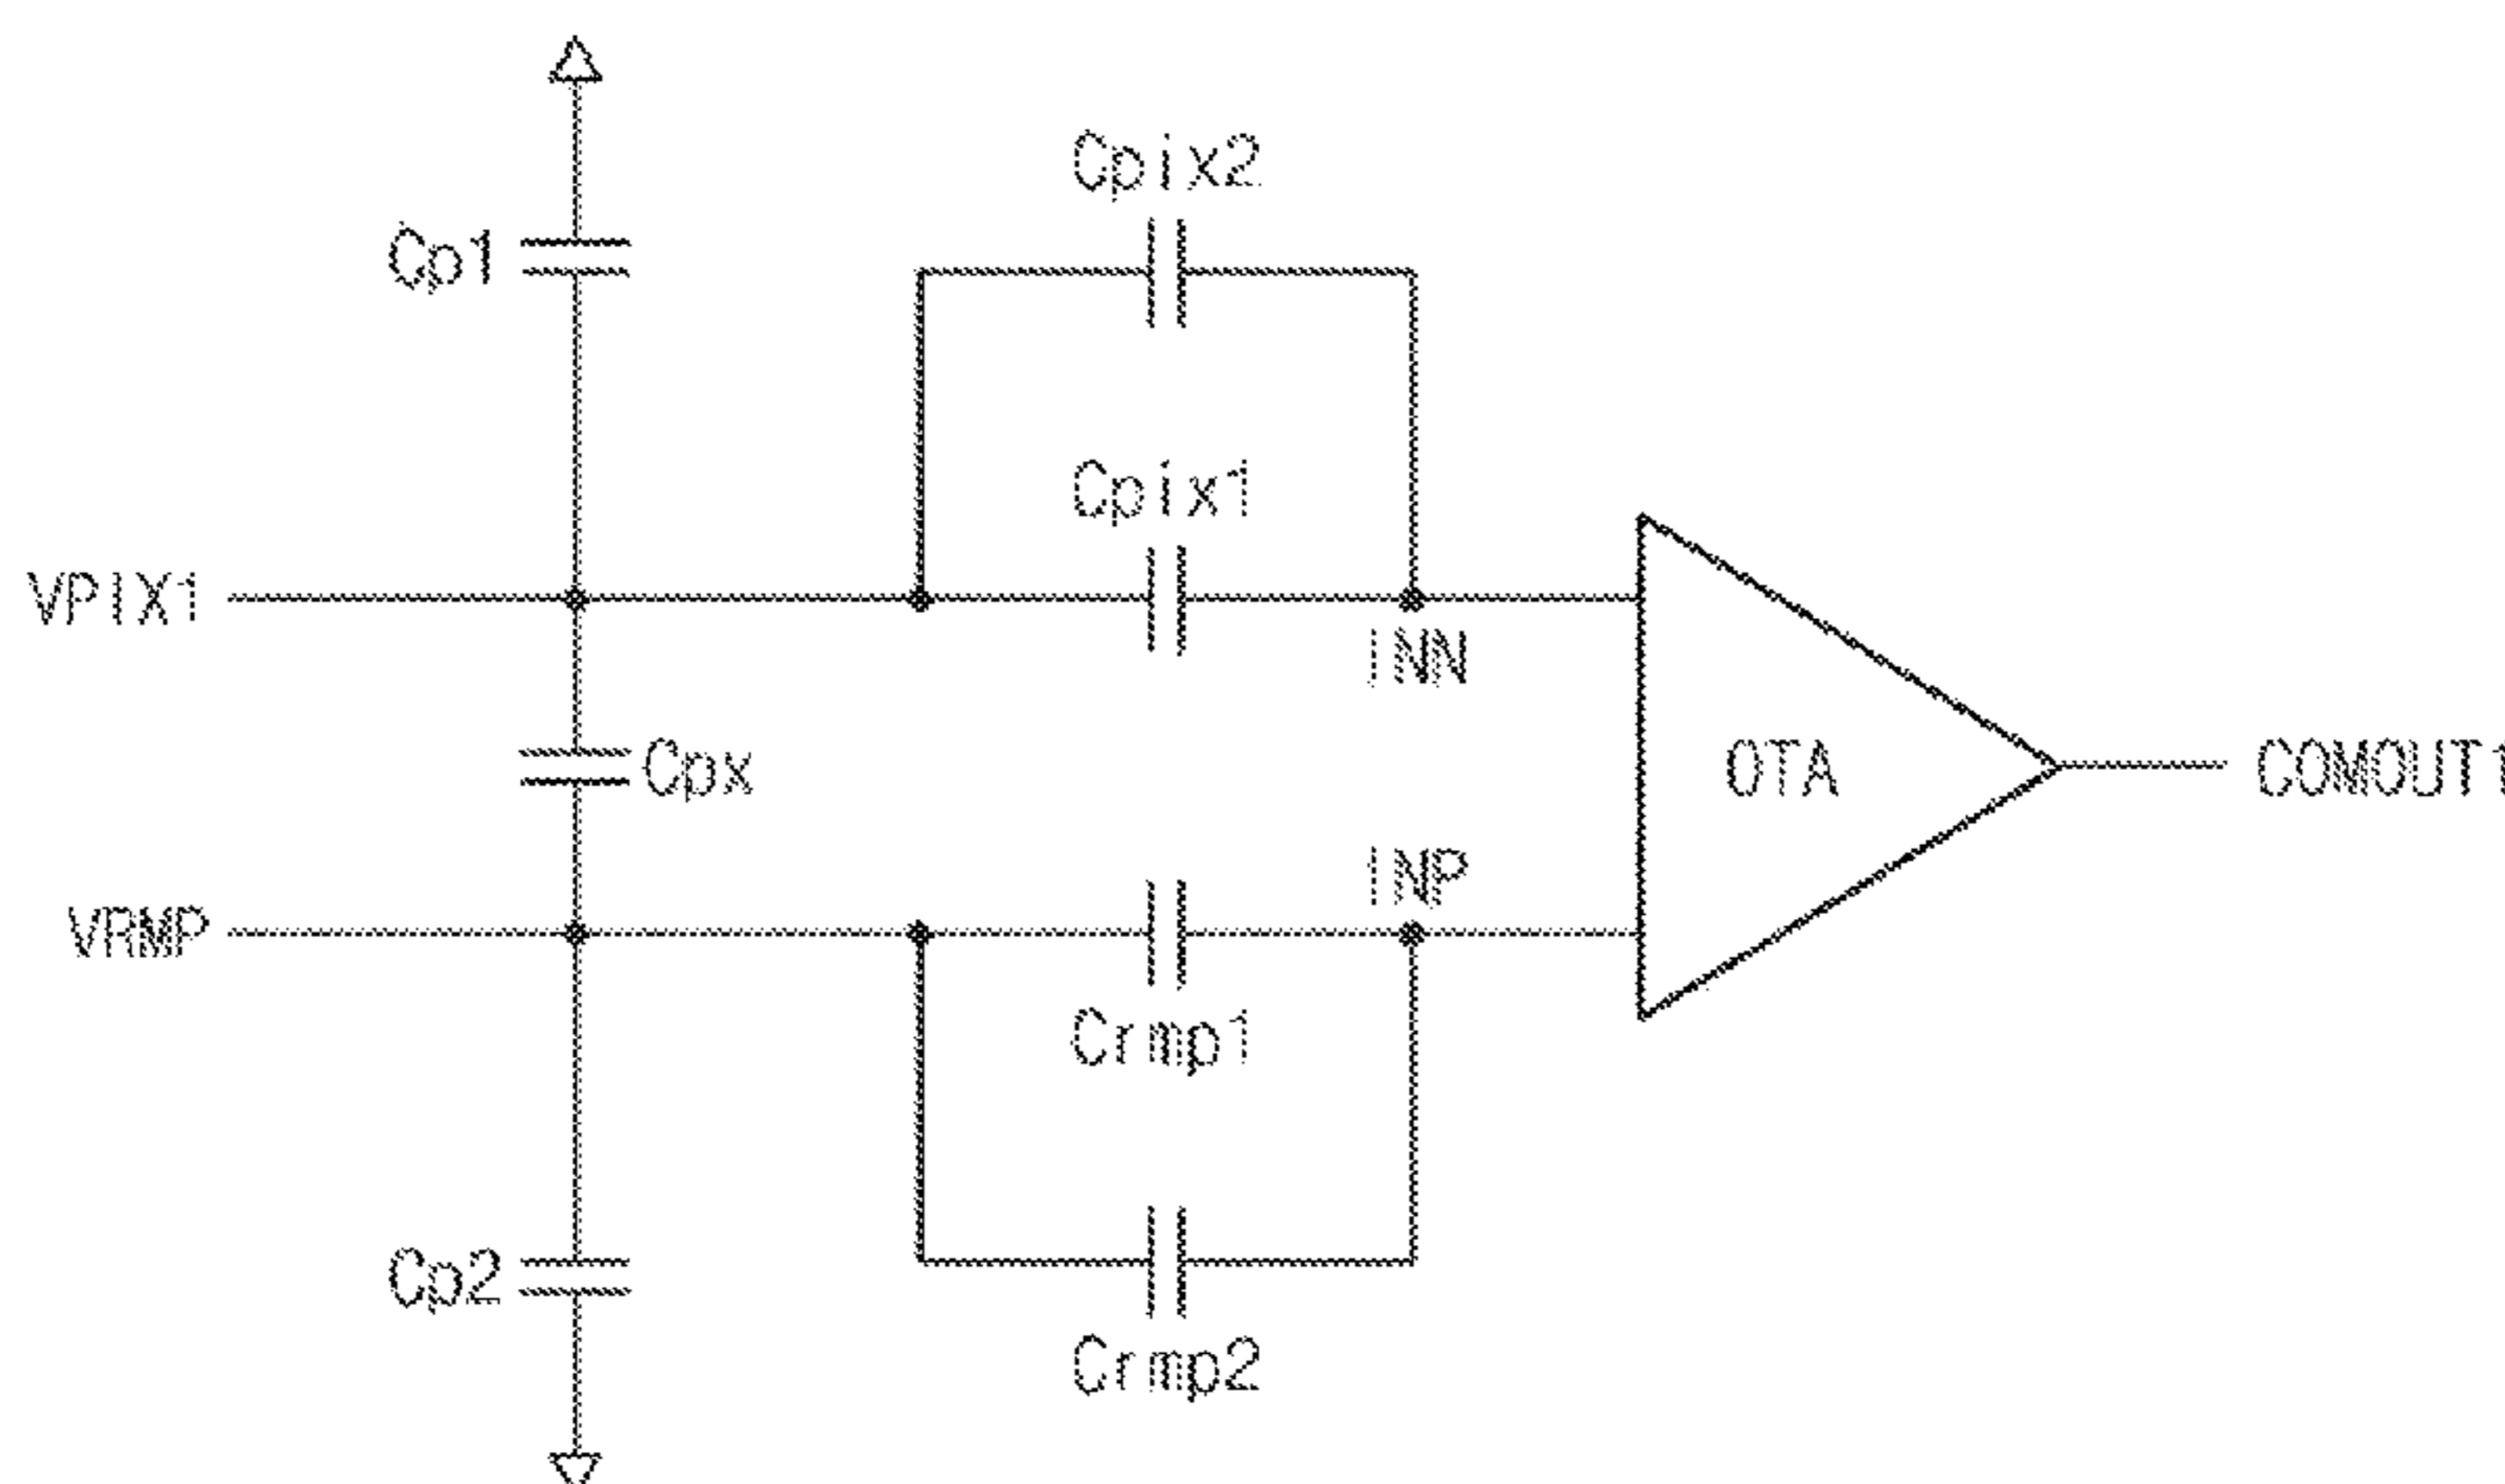 Cpix2
Cp1
Cpix1
VPIX1
INN
Cpx
OTA
COMOUT1
INP
VRMP
Crmp1
Cp2
Crmp2